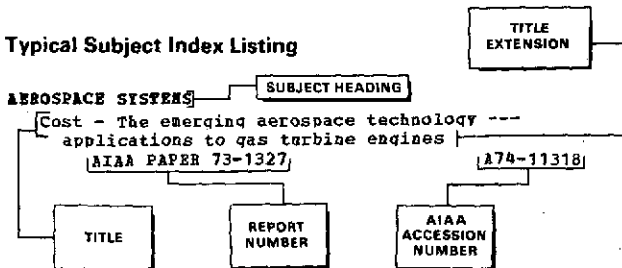 TITLE
EXTENSION
Typical Subject Index Listing
SUBJECT HEADING
AEROSPACE SYSTEMS
Cost - The emerging aerospace technology ---
applications to gas turbine engines
AIAA PAPER 73-1327
A74-11318
TITLE
REPORT
NUMBER
AIAA
ACCESSION
NUMBER